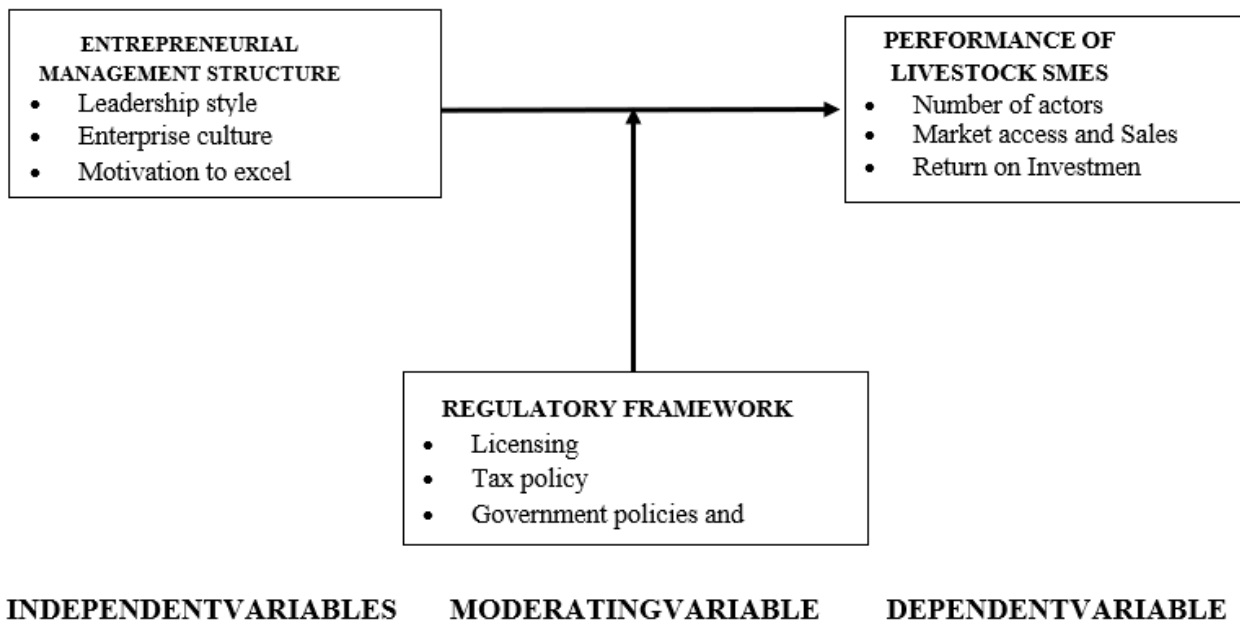 ENTREPRENEURIAL
MANAGEMENT STRUCTURE
• Leadership style
• Enterprise culture
• Motivation to excel
PERFORMANCE OF
LIVESTOCK SMES
• Number of actors
• Market access and Sales
• Return on Investmen
REGULATORY FRAMEWORK
• Licensing
• Tax policy
• Government policies and
INDEPENDENTVARIABLES MODERATINGVARIABLE DEPENDENTVARIABLE